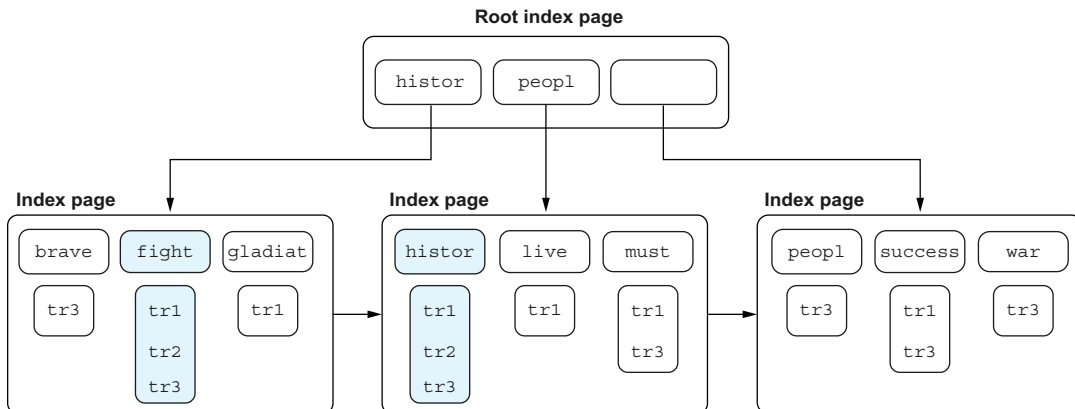 Root index page
histor peopl
Index page Index page Index page
brave fight gladiat histor live must peopl success war
tr3 tr1 tr1 tr1 tr1 tr1 tr3 tr1 tr3
tr2 tr2 tr3 tr3
tr3 tr3